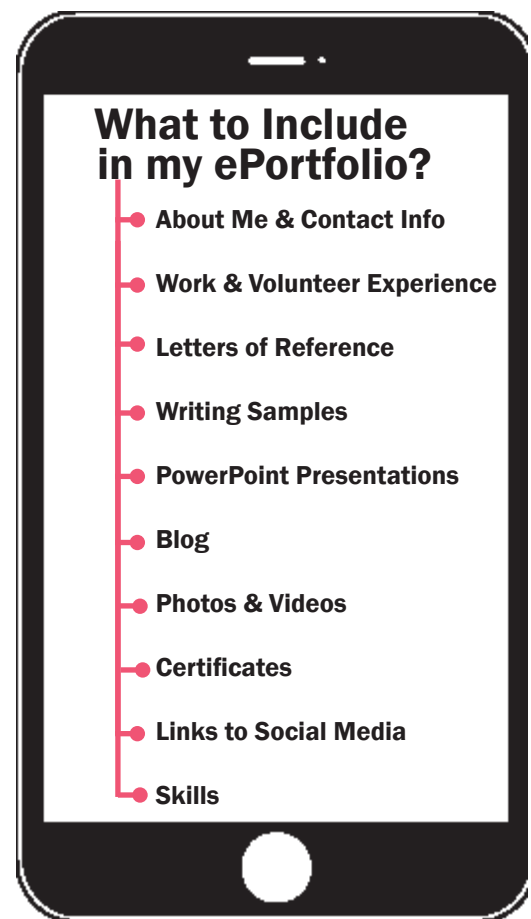 What to Include
in my ePortfolio?
About Me & Contact Info
Work & Volunteer Experience
Letters of Reference
Writing Samples
PowerPoint Presentations
Blog
Photos & Videos
Certificates
Links to Social Media
Skills